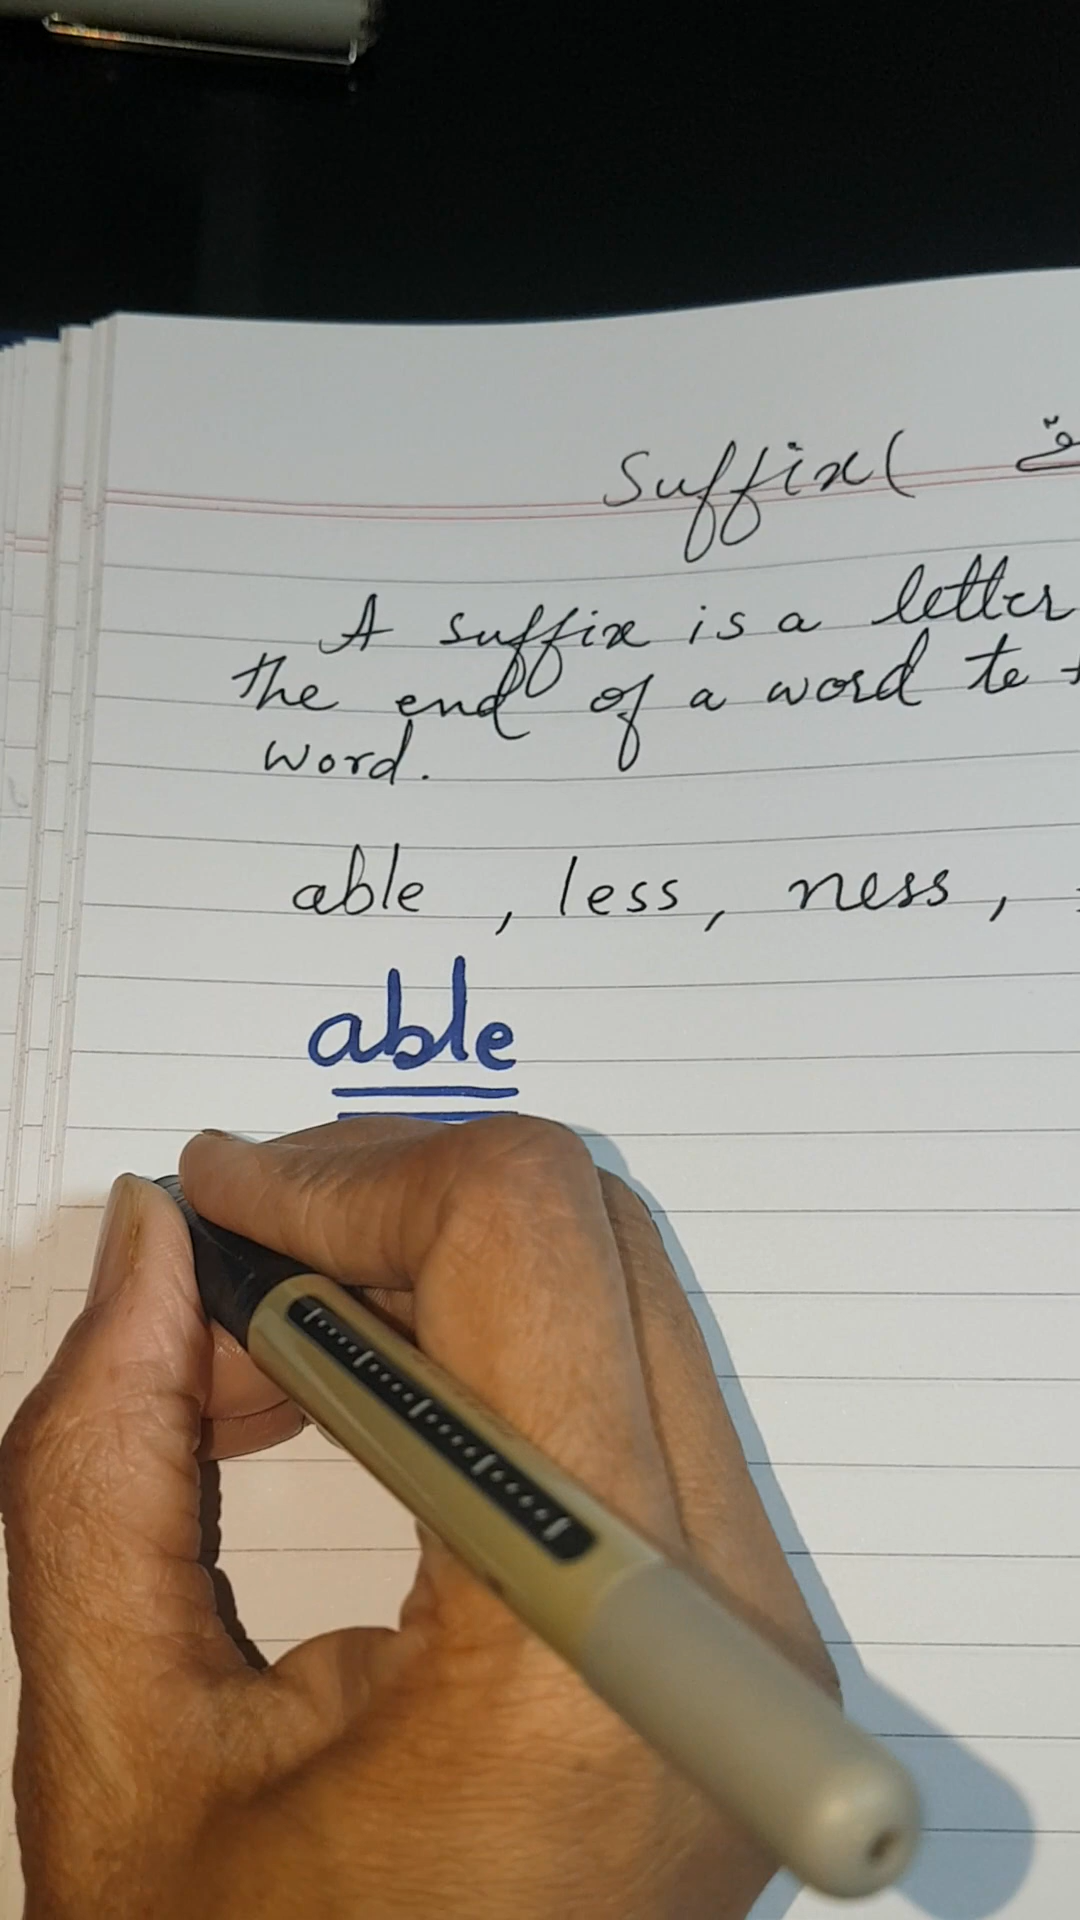 Suffix(
A suffix is a letter
the end of a word to
word.
able , less, ness,
able